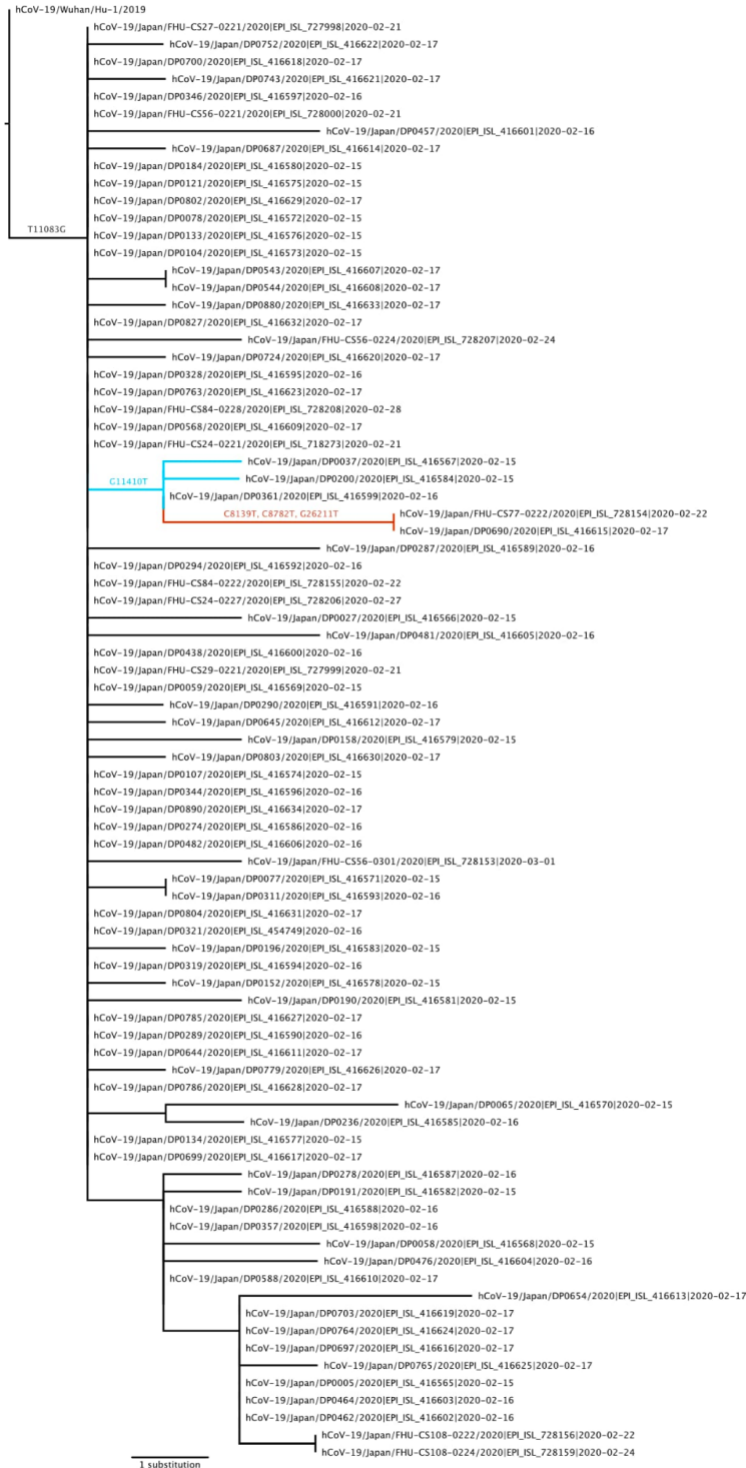 hCoV-19/Wuhan/Hu-1/2019
hCoV-19/Japan/FHU-CS27-0221/2020|EPI_ISL_727998|2020-02-21
hCoV-19/Japan/DP0752/2020|EPI_ISL_416622|2020-02-17
hCoV-19/Japan/DP0700/2020|EPI_ISL_416618|2020-02-17
hCoV-19/Japan/DP0743/2020|EPI_ISL_416621|2020-02-17
hCoV-19/Japan/DP0346/2020|EPI_ISL_416597|2020-02-16
hCoV-19/Japan/FHU-CS56-0221/2020|EPI_ISL_728000|2020-02-21
hCoV-19/Japan/DP0457/2020|EPI_ISL_416601|2020-02-16
hCoV-19/Japan/DP0687/2020|EPI_ISL_416614|2020-02-17
hCoV-19/Japan/DP0184/2020|EPI_ISL_416580|2020-02-15
hCoV-19/Japan/DP0121/2020|EPI_ISL_416575|2020-02-15
hCoV-19/Japan/DP0802/2020|EPI_ISL_416629|2020-02-17
hCoV-19/Japan/DP0078/2020|EPI_ISL_416572|2020-02-15
T11083G
hCoV-19/Japan/DP0133/2020|EPI_ISL_416576|2020-02-15
hCoV-19/Japan/DP0104/2020|EPI_ISL_416573|2020-02-15
hCoV-19/Japan/DP0543/2020|EPI_ISL_416607|2020-02-17
hCoV-19/Japan/DP0544/2020|EPI_ISL_416608|2020-02-17
hCoV-19/Japan/DP0880/2020|EPI_ISL_416633|2020-02-17
hCoV-19/Japan/DP0827/2020|EPI_ISL_416632|2020-02-17
hCoV-19/Japan/FHU-CS56-0224/2020|EPI_ISL_728207|2020-02-24
hCoV-19/Japan/DP0724/2020|EPI_ISL_416620|2020-02-17
hCoV-19/Japan/DP0328/2020|EPI_ISL_416595|2020-02-16
hCoV-19/Japan/DP0763/2020|EPI_ISL_416623|2020-02-17
hCoV-19/Japan/FHU-CS84-0228/2020|EPI_ISL_728208|2020-02-28
hCoV-19/Japan/DP0568/2020|EPI_ISL_416609|2020-02-17
hCoV-19/Japan/FHU-CS24-0221/2020|EPI_ISL_718273|2020-02-21
hCoV-19/Japan/DP0037/2020|EPI_ISL_416567|2020-02-15
G11410T
hCoV-19/Japan/DP0200/2020|EPI_ISL_416584|2020-02-15
hCoV-19/Japan/DP0361/2020|EPI_ISL_416599|2020-02-16
C8139T, C8782T, G26211T
hCoV-19/Japan/FHU-CS77-0222/2020|EPI_ISL_728154|2020-02-22
hCoV-19/Japan/DP0690/2020|EPI_ISL_416615|2020-02-17
hCoV-19/Japan/DP0287/2020|EPI_ISL_416589|2020-02-16
hCoV-19/Japan/DP0294/2020|EPI_ISL_416592|2020-02-16
hCoV-19/Japan/FHU-CS84-0222/2020|EPI_ISL_728155|2020-02-22
hCoV-19/Japan/FHU-CS24-0227/2020|EPI_ISL_728206|2020-02-27
hCoV-19/Japan/DP0027/2020|EPI_ISL_416566|2020-02-15
hCoV-19/Japan/DP0481/2020|EPI_ISL_416605|2020-02-16
hCoV-19/Japan/DP0438/2020|EPI_ISL_416600|2020-02-16
hCoV-19/Japan/FHU-CS29-0221/2020|EPI_ISL_727999|2020-02-21
hCoV-19/Japan/DP0059/2020|EPI_ISL_416569|2020-02-15
hCoV-19/Japan/DP0290/2020|EPI_ISL_416591|2020-02-16
hCoV-19/Japan/DP0645/2020|EPI_ISL_416612|2020-02-17
hCoV-19/Japan/DP0158/2020|EPI_ISL_416579|2020-02-15
hCoV-19/Japan/DP0803/2020|EPI_ISL_416630|2020-02-17
hCoV-19/Japan/DP0107/2020|EPI_ISL_416574|2020-02-15
hCoV-19/Japan/DP0344/2020|EPI_ISL_416596|2020-02-16
hCoV-19/Japan/DP0890/2020|EPI_ISL_416634|2020-02-17
hCoV-19/Japan/DP0274/2020|EPI_ISL_416586|2020-02-16
hCoV-19/Japan/DP0482/2020|EPI_ISL_416606|2020-02-16
hCoV-19/Japan/FHU-CS56-0301/2020|EPI_ISL_728153|2020-03-01
hCoV-19/Japan/DP0077/2020|EPI_ISL_416571|2020-02-15
hCoV-19/Japan/DP0311/2020|EPI_ISL_416593|2020-02-16
hCoV-19/Japan/DP0804/2020|EPI_ISL_416631|2020-02-17
hCoV-19/Japan/DP0321/2020|EPI_ISL_454749|2020-02-16
hCoV-19/Japan/DP0196/2020|EPI_ISL_416583|2020-02-15
hCoV-19/Japan/DP0319/2020|EPI_ISL_416594|2020-02-16
hCoV-19/Japan/DP0152/2020|EPI_ISL_416578|2020-02-15
hCoV-19/Japan/DP0190/2020|EPI_ISL_416581|2020-02-15
hCoV-19/Japan/DP0785/2020|EPI_ISL_416627|2020-02-17
hCoV-19/Japan/DP0289/2020|EPI_ISL_416590|2020-02-16
hCoV-19/Japan/DP0644/2020|EPI_ISL_416611|2020-02-17
hCoV-19/Japan/DP0779/2020|EPI_ISL_416626|2020-02-17
hCoV-19/Japan/DP0786/2020|EPI_ISL_416628|2020-02-17
hCoV-19/Japan/DP0065/2020|EPI_ISL_416570|2020-02-15
hCoV-19/Japan/DP0236/2020|EPI_ISL_416585|2020-02-16
hCoV-19/Japan/DP0134/2020|EPI_ISL_416577|2020-02-15
hCoV-19/Japan/DP0699/2020|EPI_ISL_416617|2020-02-17
hCoV-19/Japan/DP0278/2020|EPI_ISL_416587|2020-02-16
hCoV-19/Japan/DP0191/2020|EPI_ISL_416582|2020-02-15
hCoV-19/Japan/DP0286/2020|EPI_ISL_416588|2020-02-16
hCoV-19/Japan/DP0357/2020|EPI_ISL_416598|2020-02-16
hCoV-19/Japan/DP0058/2020|EPI_ISL_416568|2020-02-15
hCoV-19/Japan/DP0476/2020|EPI_ISL_416604|2020-02-16
hCoV-19/Japan/DP0588/2020|EPI_ISL_416610|2020-02-17
hCoV-19/Japan/DP0654/2020|EPI_ISL_416613|2020-02-17
hCoV-19/Japan/DP0703/2020|EPI_ISL_416619|2020-02-17
hCoV-19/Japan/DP0764/2020|EPI_ISL_416624|2020-02-17
hCoV-19/Japan/DP0697/2020|EPI_ISL_416616|2020-02-17
hCoV-19/Japan/DP0765/2020|EPI_ISL_416625|2020-02-17
hCoV-19/Japan/DP0005/2020|EPI_ISL_416565|2020-02-15
hCoV-19/Japan/DP0464/2020|EPI_ISL_416603|2020-02-16
hCoV-19/Japan/DP0462/2020|EPI_ISL_416602|2020-02-16
hCoV-19/Japan/FHU-CS108-0222/2020|EPI_ISL_728156|2020-02-22
hCoV-19/Japan/FHU-CS108-0224/2020|EPI_ISL_728159|2020-02-24
1 substitution